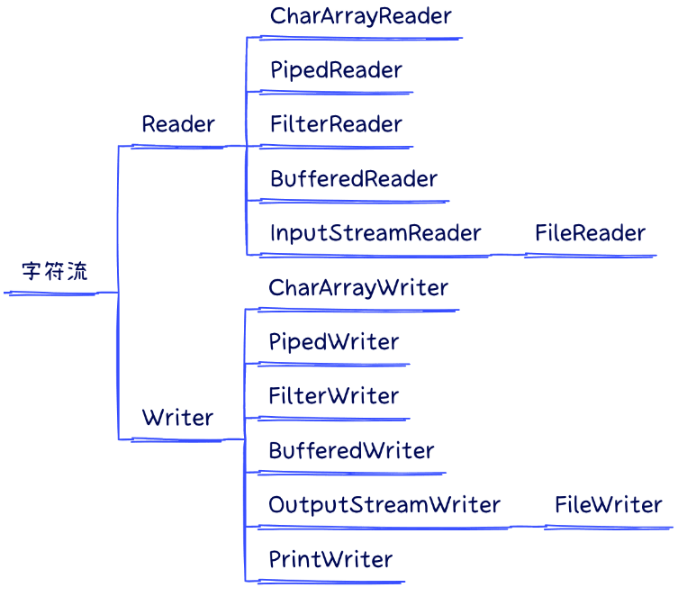 字符流
Reader
CharArrayReader
PipedReader
FilterReader
BufferedReader
InputStreamReader
FileReader
Writer
CharArrayWriter
PipedWriter
FilterWriter
BufferedWriter
OutputStreamWriter
FileWriter
PrintWriter